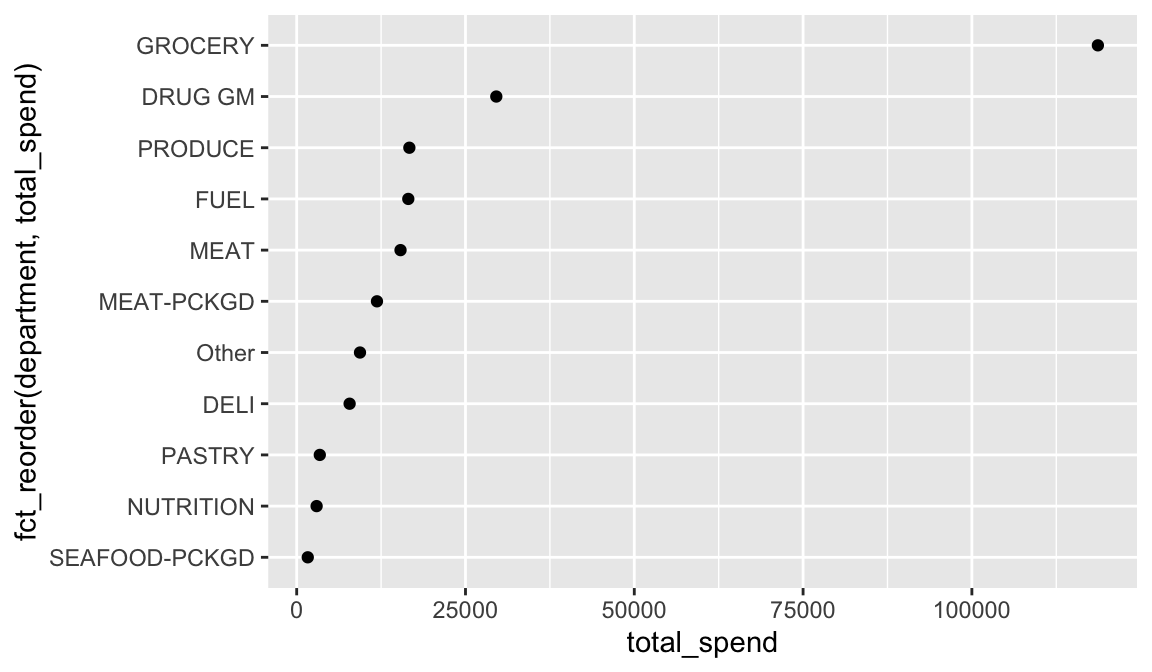 fct_reorder(department, total_spend)
GROCERY
DRUG GM
PRODUCE
FUEL
MEAT
MEAT-PCKGD
Other
DELI
PASTRY
NUTRITION
SEAFOOD-PCKGD
0 25000 50000 75000 100000
total_spend